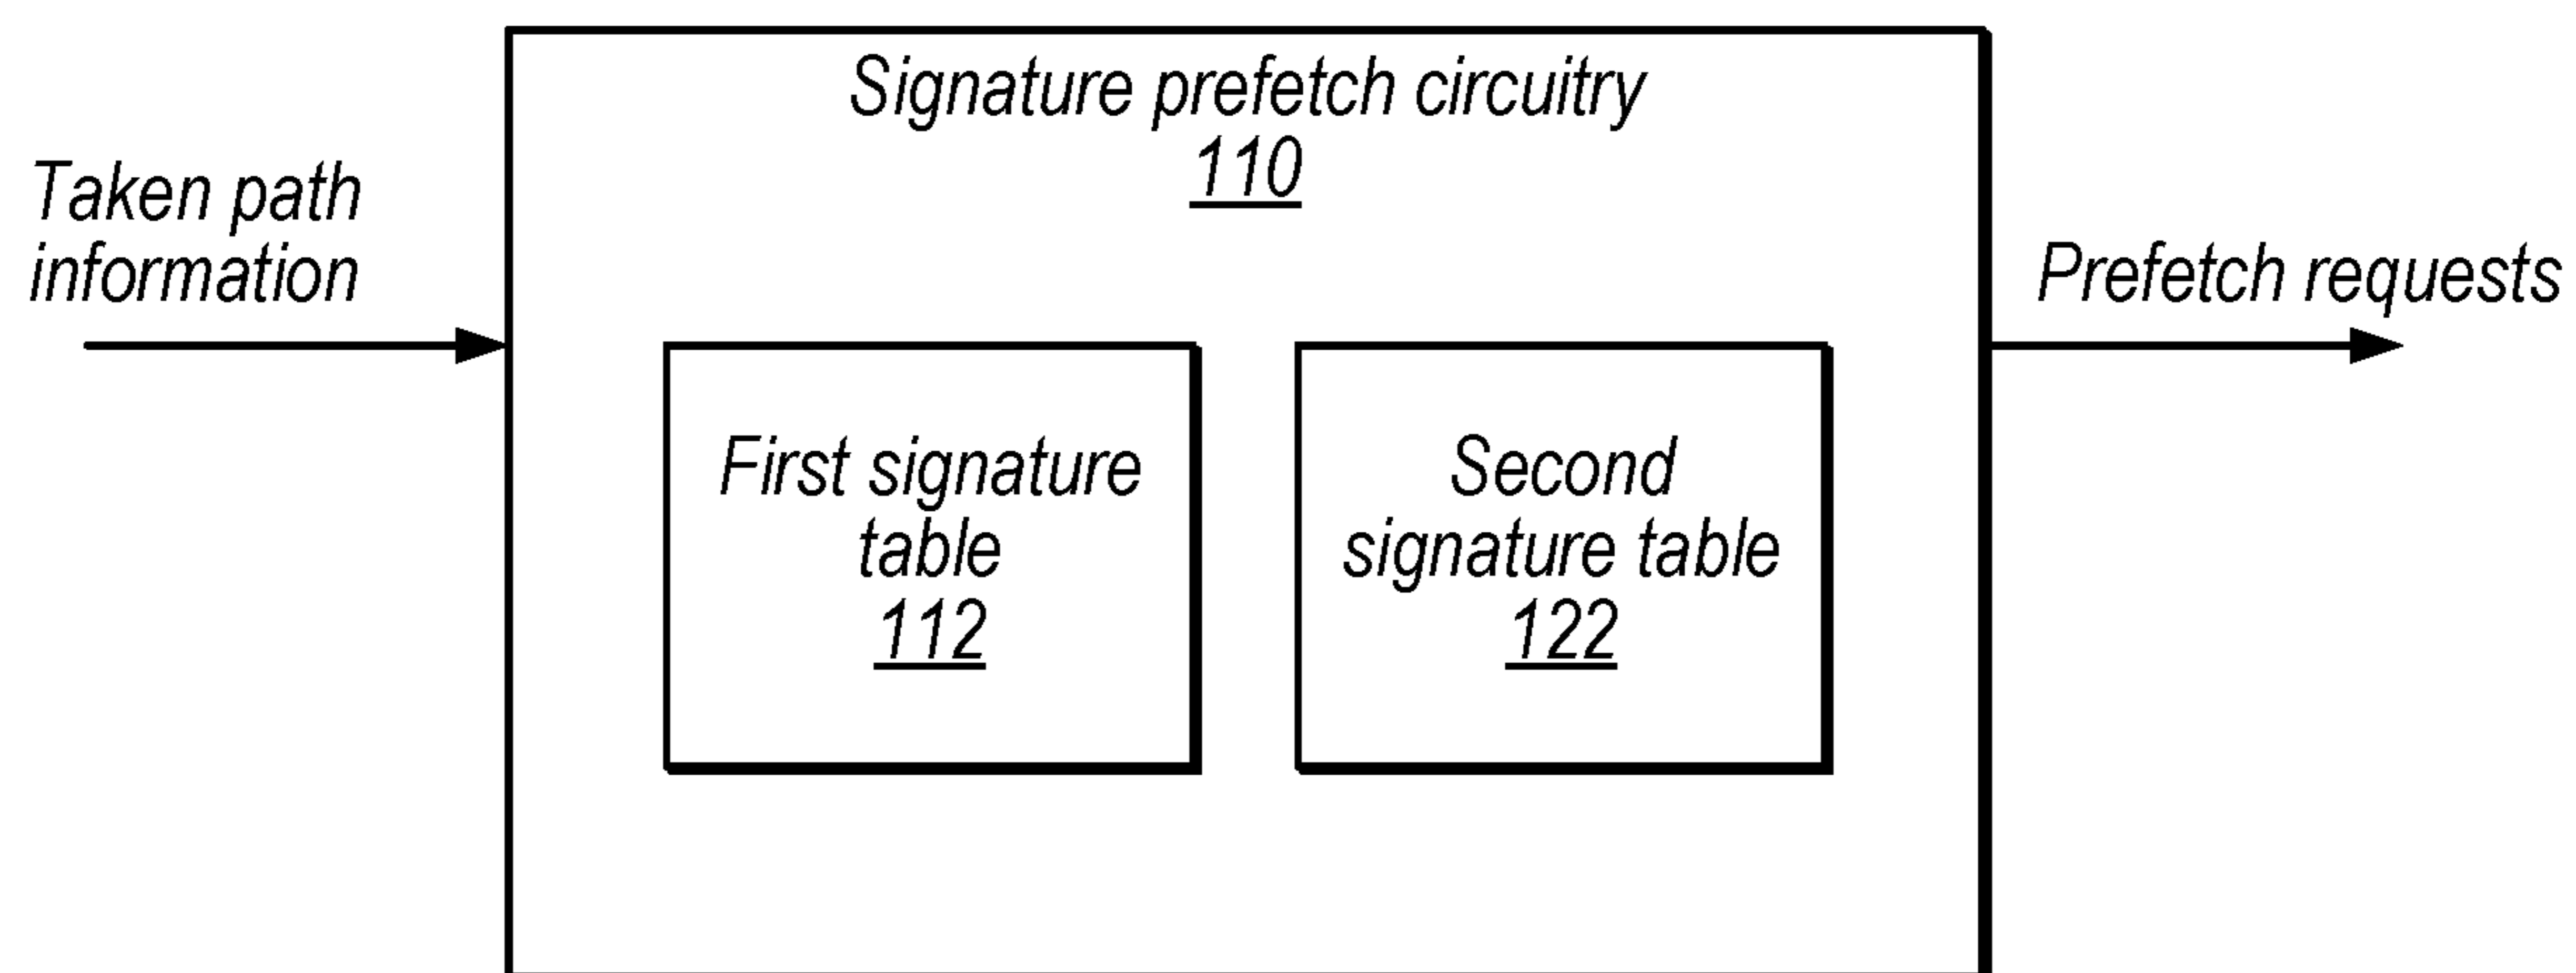 Signature prefetch circuitry
110
Taken path
information
Prefetch requests
First signature
table
112
Second
signature table
122